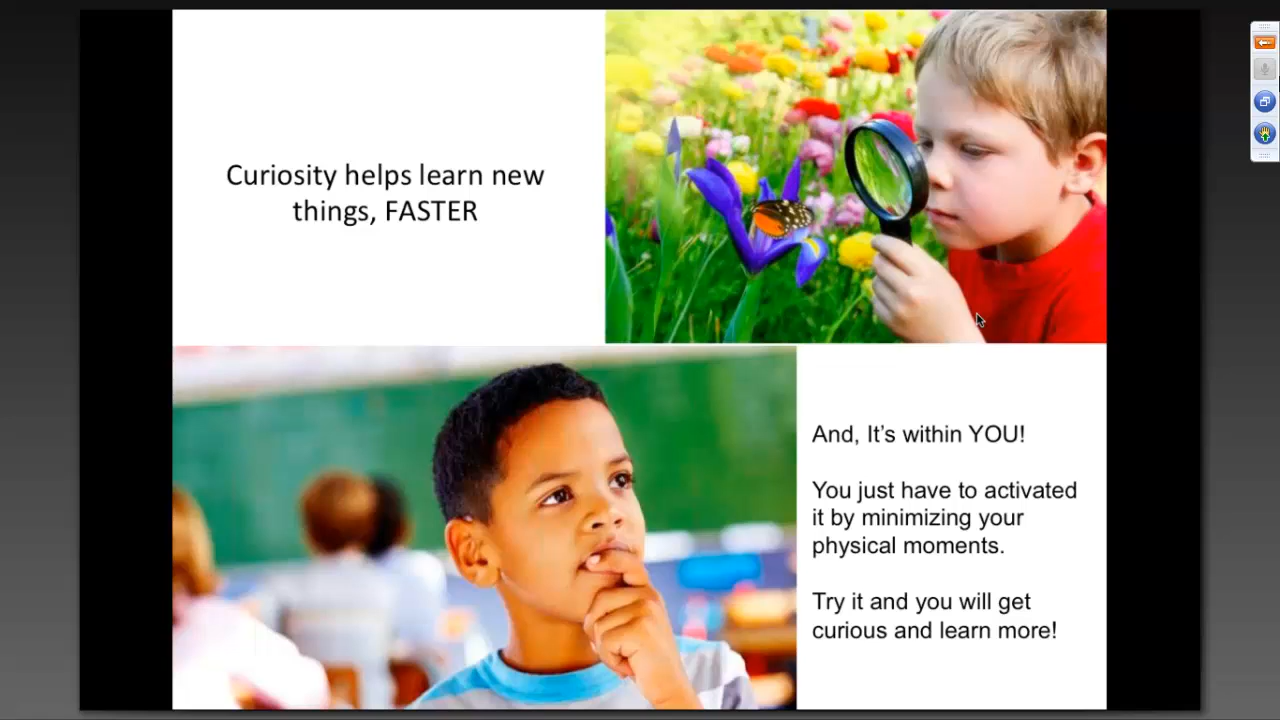 Curiosity helps learn new
things, FASTER
And, It's within YOU!
You just have to activated
it by minimizing your
physical moments.
Try it and you will get
curious and learn more!